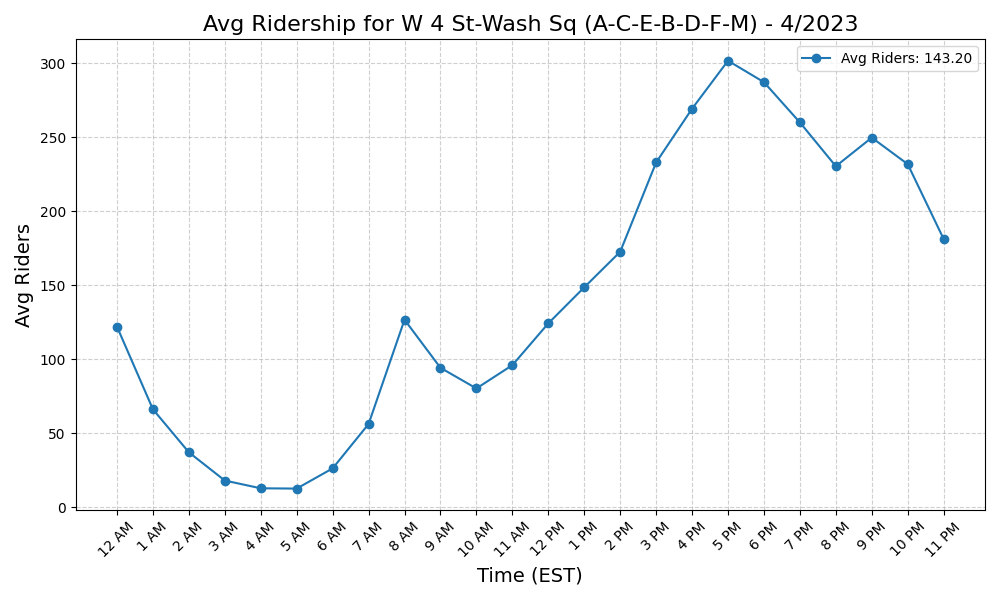 Avg Ridership for W 4 St-Wash Sq (A-C-E-B-D-F-M) - 4/2023
Avg Riders: 143.20
Avg Riders
300
250
200
150
100
50
0
12 AM
1 AM
2 AM
3 AM
4 AM
5 AM
6 AM
7 AM
8 AM
9 AM
10 AM
11 AM
12 PM
1 PM
2 PM
3 PM
4 PM
5 PM
6 PM
7 PM
8 PM
9 PM
10 PM
11 PM
Time (EST)